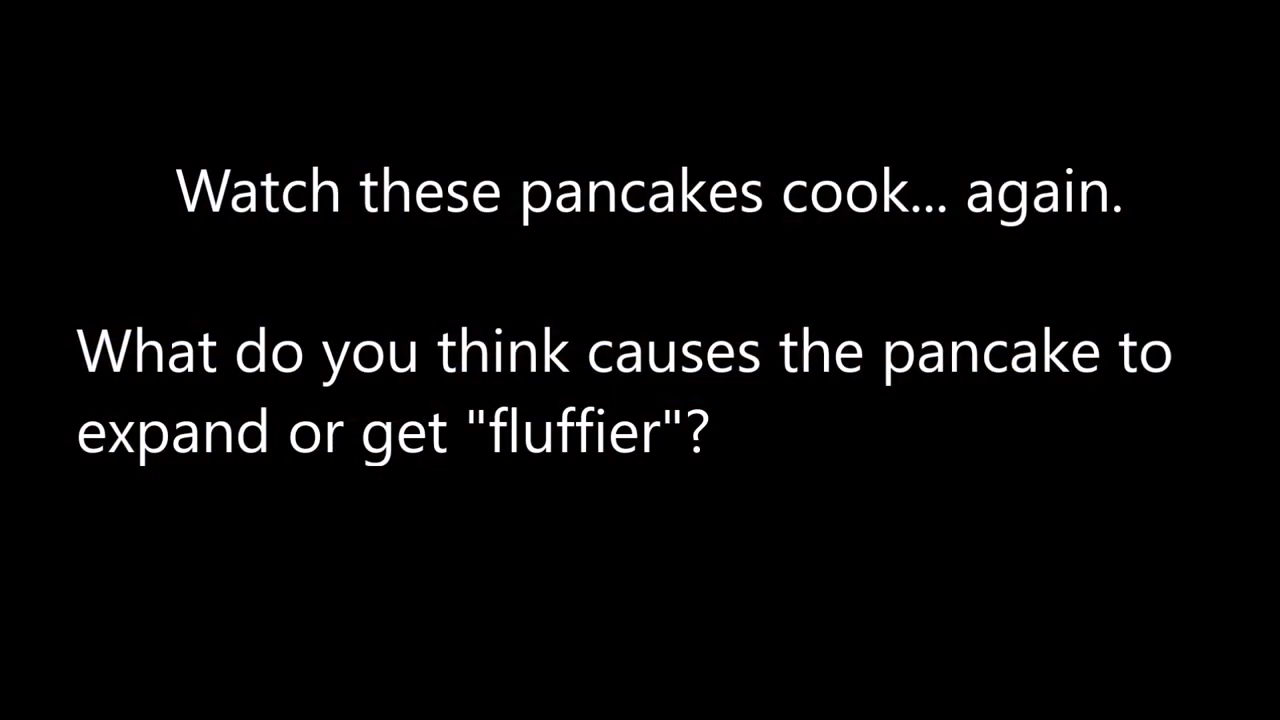 Watch these pancakes cook... again.
What do you think causes the pancake to
expand or get "fluffier"?